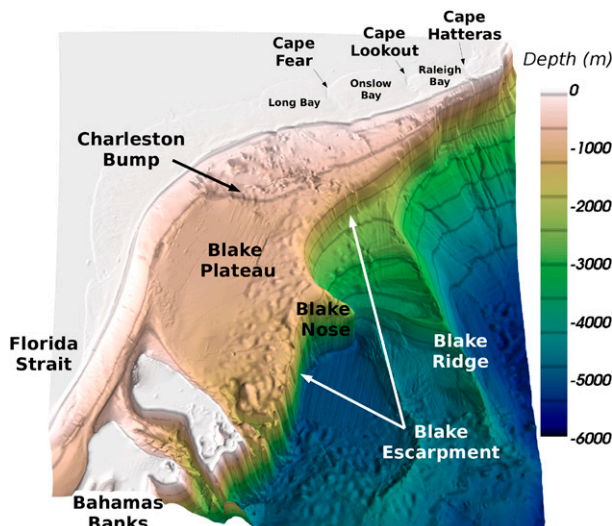 Cape
Hatteras
Cape
Lookout
Cape
Fear
Depth (m)
Raleigh
Bay
Onslow
Bay
Long Bay
0
-1000
-2000
-3000
-4000
-5000
-6000
Charleston
Bump
Blake
Plateau
Blake
Nose
Florida
Strait
Blake
Ridge
Blake
Escarpment
Bahamas
Banks